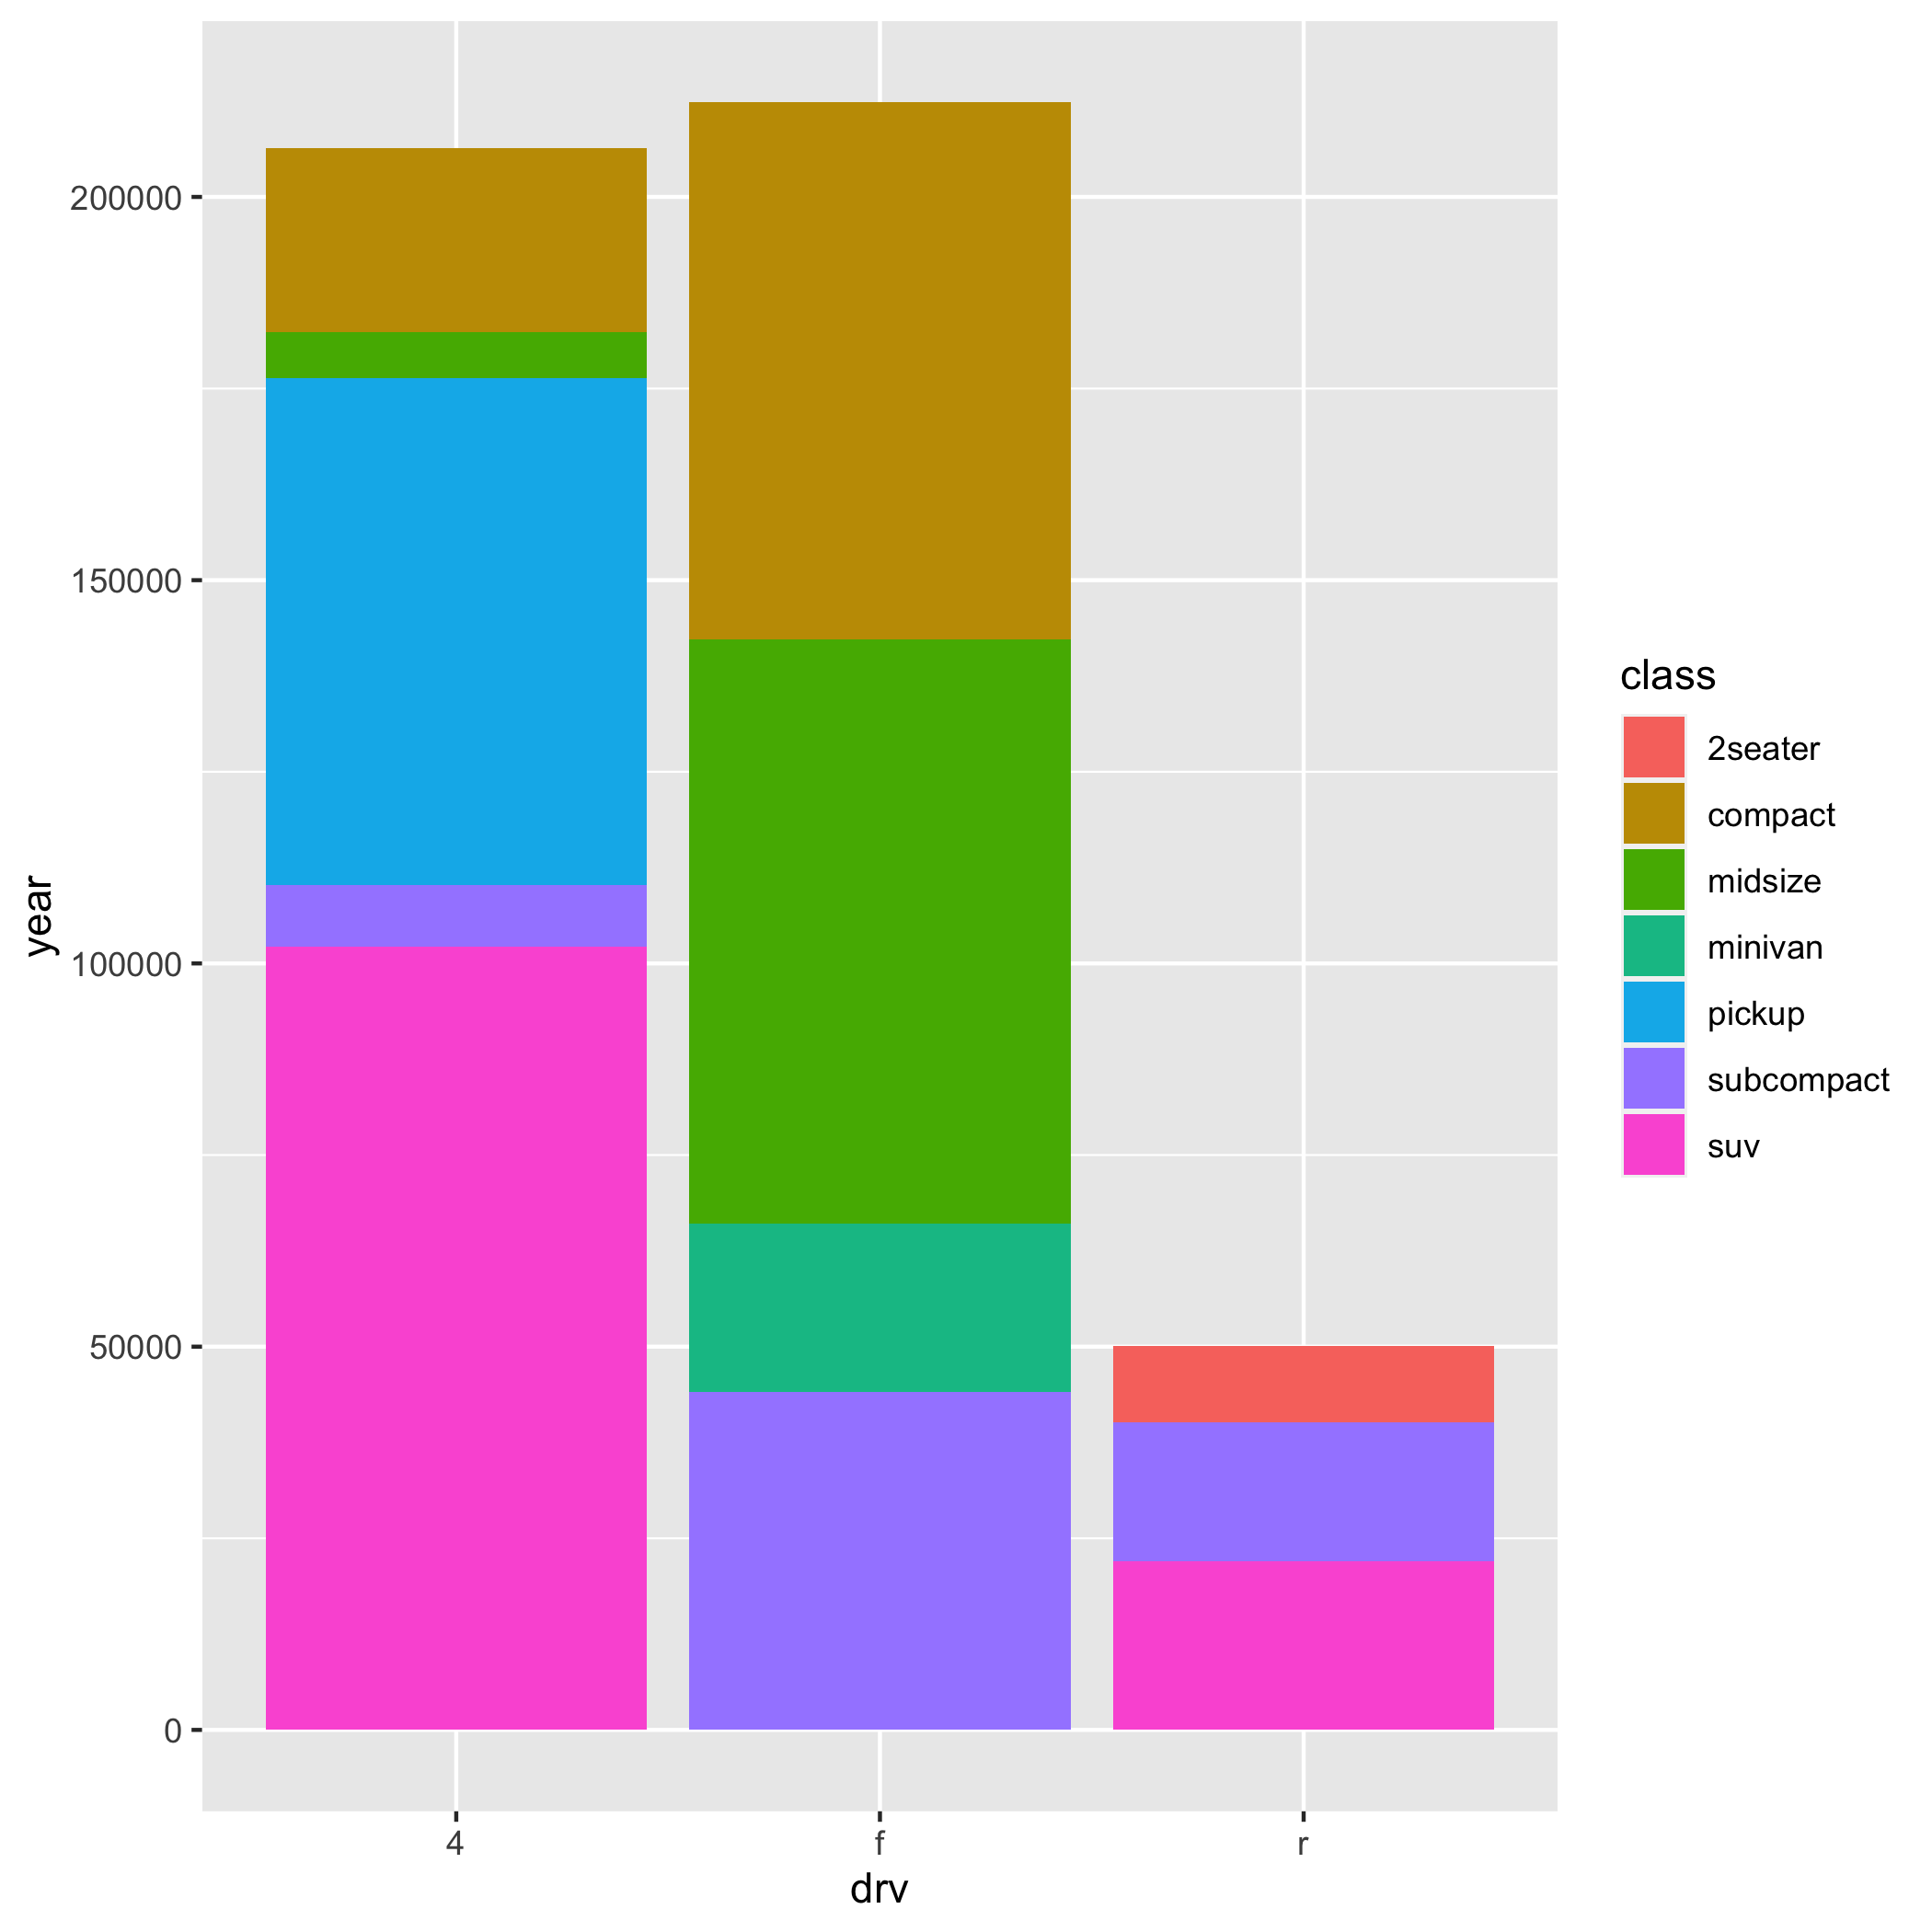 200000
150000
100000
50000
0
year
4
f
r
drv
class
2seater
compact
midsize
minivan
pickup
subcompact
suv